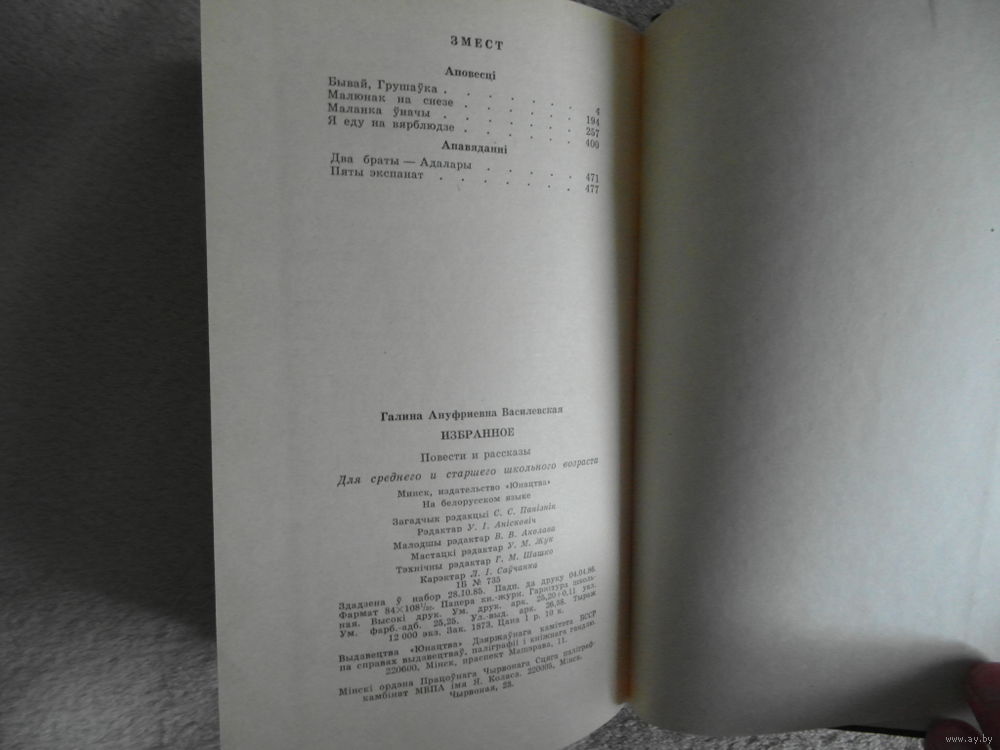 ЗМЕСТ
Аповесці
Бывай, Грушаўка . . . . . . . 4
Малюнак на снезе . . . . . . 194
Маланка ўначы . . . . . . . 257
Я еду на вярблюдзе . . . . . . 400
Апавяданні
Два браты — Адалары . . . . . 471
Пяты экспанат . . . . . . . 477
Галина Ануфриевна Василевская
ИЗБРАННОЕ
Повести и рассказы
Для среднего и старшего школьного возраста
Минск, издательство «Юнацтва»
На белорусском языке
Загадчык рэдакцыі С. С. Панізнік
Рэдактар У. І. Анісковіч
Малодшы рэдактар В. В. Ахолава
Мастацкі рэдактар У. М. Жук
Тэхнічны рэдактар Г. М. Шашко
Карэктар Л. І. Саўчанка
ІБ № 735
Здадзена ў набор 28.10.85. Падп. да друку 04.04.86.
Фармат 84×108¹/₃₂. Папера кн.-журн. Гарнітура школь-
ная. Высокі друк. Ум. друк. арк. 25,20+0,11 укл.
Ум. фарб.-адб. 25,25. Ул.-выд. арк. 26,58. Тыраж
12 000 экз. Зак. 1873. Цана 1 р. 10 к.
Выдавецтва «Юнацтва» Дзяржаўнага камітэта БССР
па справах выдавецтваў, паліграфіі і кніжнага гандлю.
220600. Мінск, праспект Машэрава, 11.
Мінскі ордэна Працоўнага Чырвонага Сцяга паліграф-
камбінат МВПА імя Я. Коласа. 220005, Мінск,
Чырвоная, 23.
www.ay.by